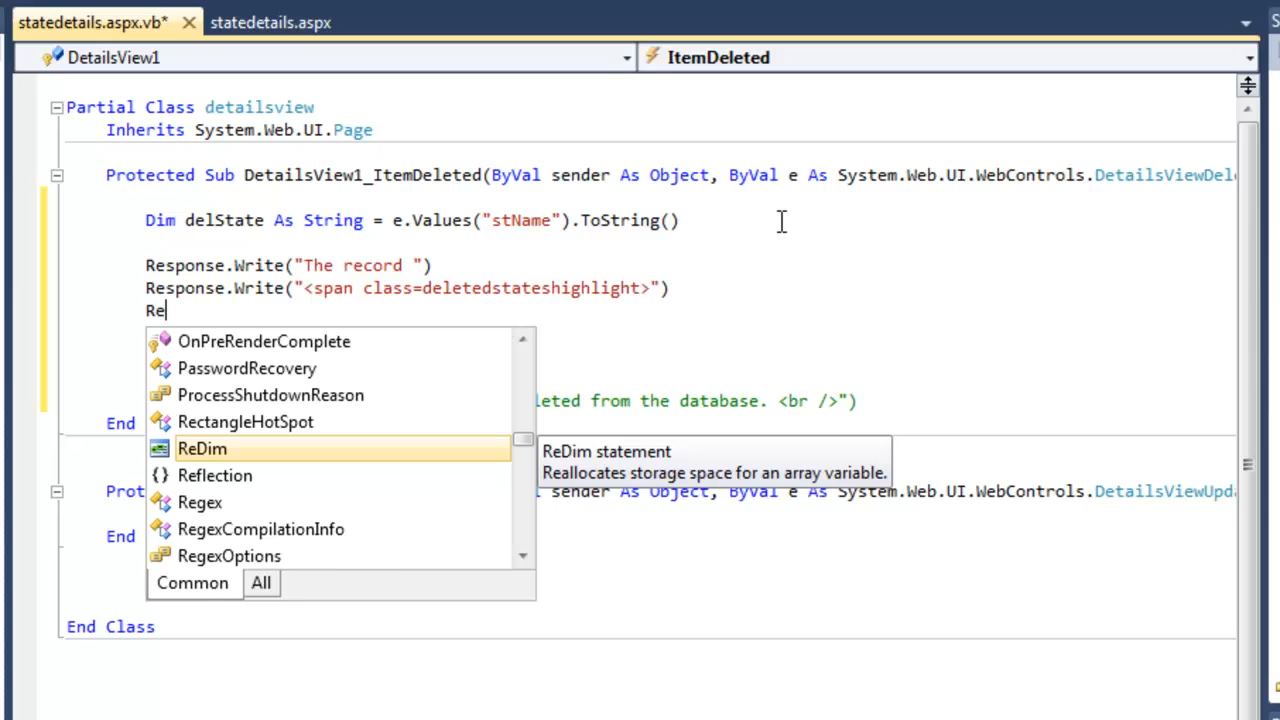 statedetails.aspx.vb* statedetails.aspx
DetailsView1 ItemDeleted
Partial Class detailsview
Inherits System.Web.UI.Page
Protected Sub DetailsView1_ItemDeleted(ByVal sender As Object, ByVal e As System.Web.UI.WebControls.DetailsViewDel
Dim delState As String = e.Values("stName").ToString()
Response.Write("The record ")
Response.Write("<span class=deletedstateshighlight>")
Re
OnPreRenderComplete
PasswordRecovery
ProcessShutdownReason
leted from the database. <br />")
RectangleHotSpot
End
ReDim
ReDim statement
Reallocates storage space for an array variable.
Reflection
Prot
sender As Object, ByVal e As System.Web.UI.WebControls.DetailsViewUpd
Regex
RegexCompilationInfo
End
RegexOptions
Common All
End Class